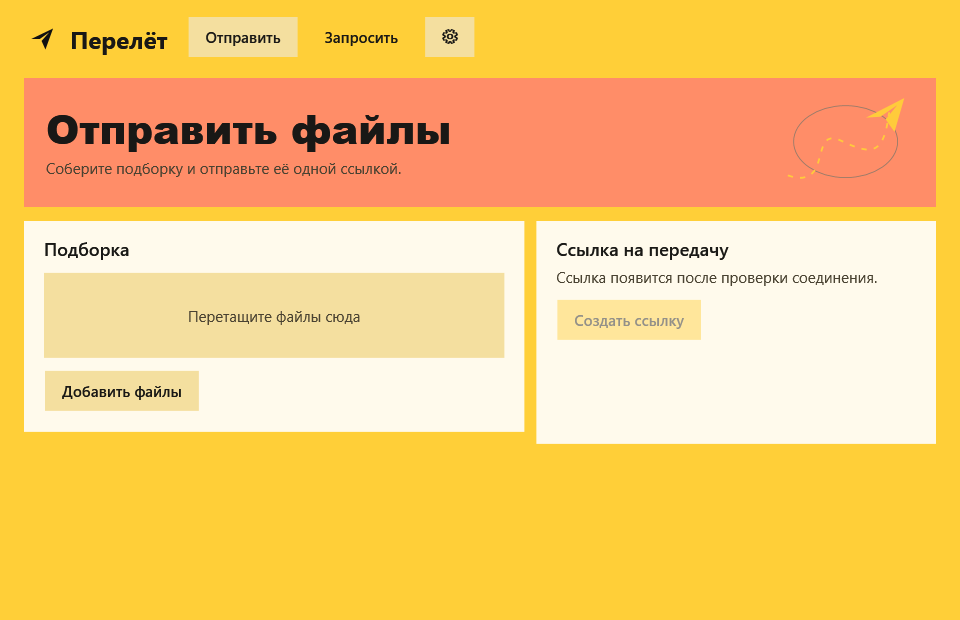 Перелёт
Отправить
Запросить
Отправить файлы
Соберите подборку и отправьте её одной ссылкой.
Подборка
Перетащите файлы сюда
Добавить файлы
Ссылка на передачу
Ссылка появится после проверки соединения.
Создать ссылку